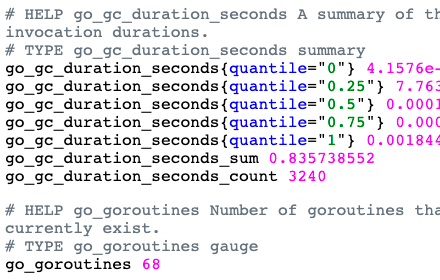 # HELP go_gc_duration_seconds A summary of th
invocation durations.
# TYPE go_gc_duration_seconds summary
go_gc_duration_seconds{quantile="0"} 4.1576e-
go_gc_duration_seconds{quantile="0.25"} 7.763
go_gc_duration_seconds{quantile="0.5"} 0.0001
go_gc_duration_seconds{quantile="0.75"} 0.000
go_gc_duration_seconds{quantile="1"} 0.001844
go_gc_duration_seconds_sum 0.835738552
go_gc_duration_seconds_count 3240
# HELP go_goroutines Number of goroutines tha
currently exist.
# TYPE go_goroutines gauge
go_goroutines 68